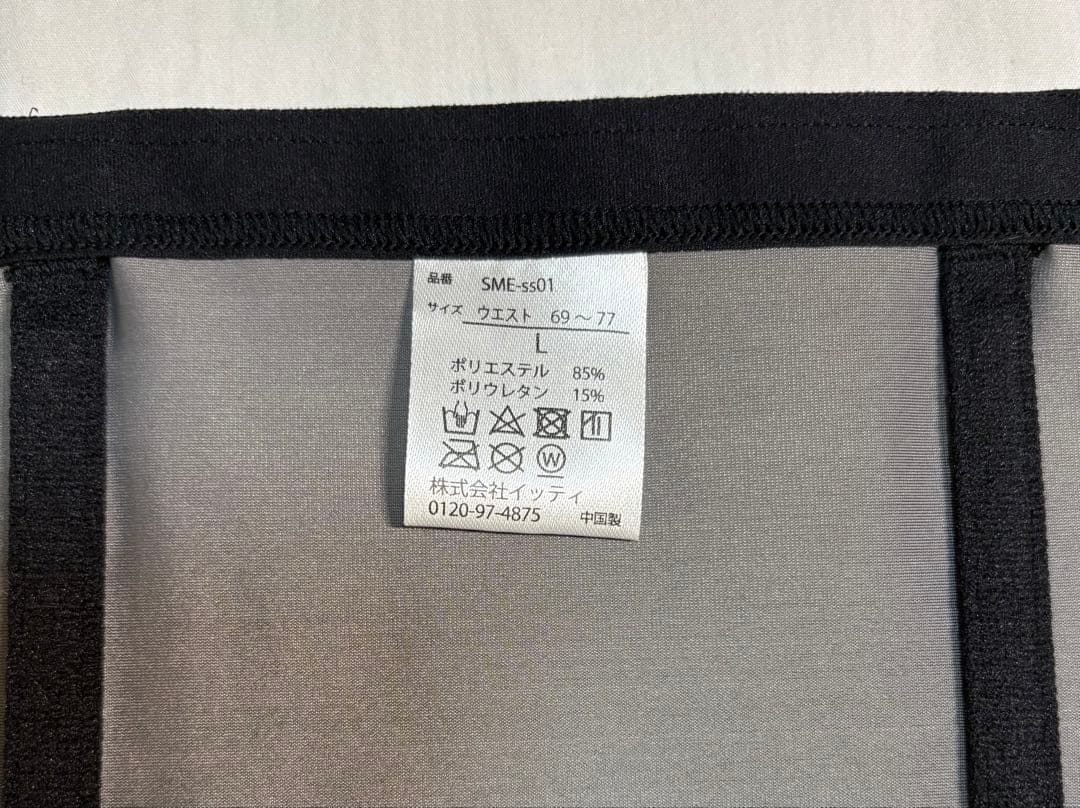 品番 SME-ss01
サイズ ウエスト 69～77
L
ポリエステル 85%
ポリウレタン 15%
W
株式会社イッティ
0120-97-4875 中国製